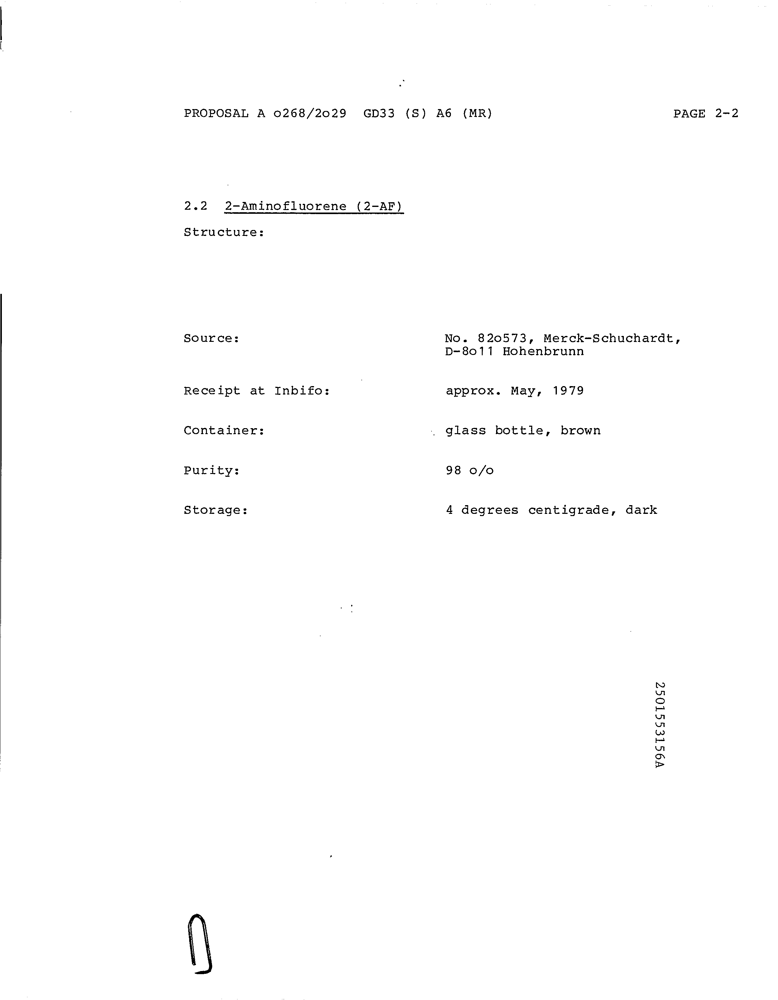 PROPOSAL A o268/2o29 GD33 (S) A6 (MR) PAGE 2-2
2.2 2-Aminofluorene (2-AF)
Structure:
Source: No. 82o573, Merck-Schuchardt,
D-8o11 Hohenbrunn
Receipt at Inbifo: approx. May, 1979
Container: glass bottle, brown
Purity: 98 o/o
Storage: 4 degrees centigrade, dark
2501553156A